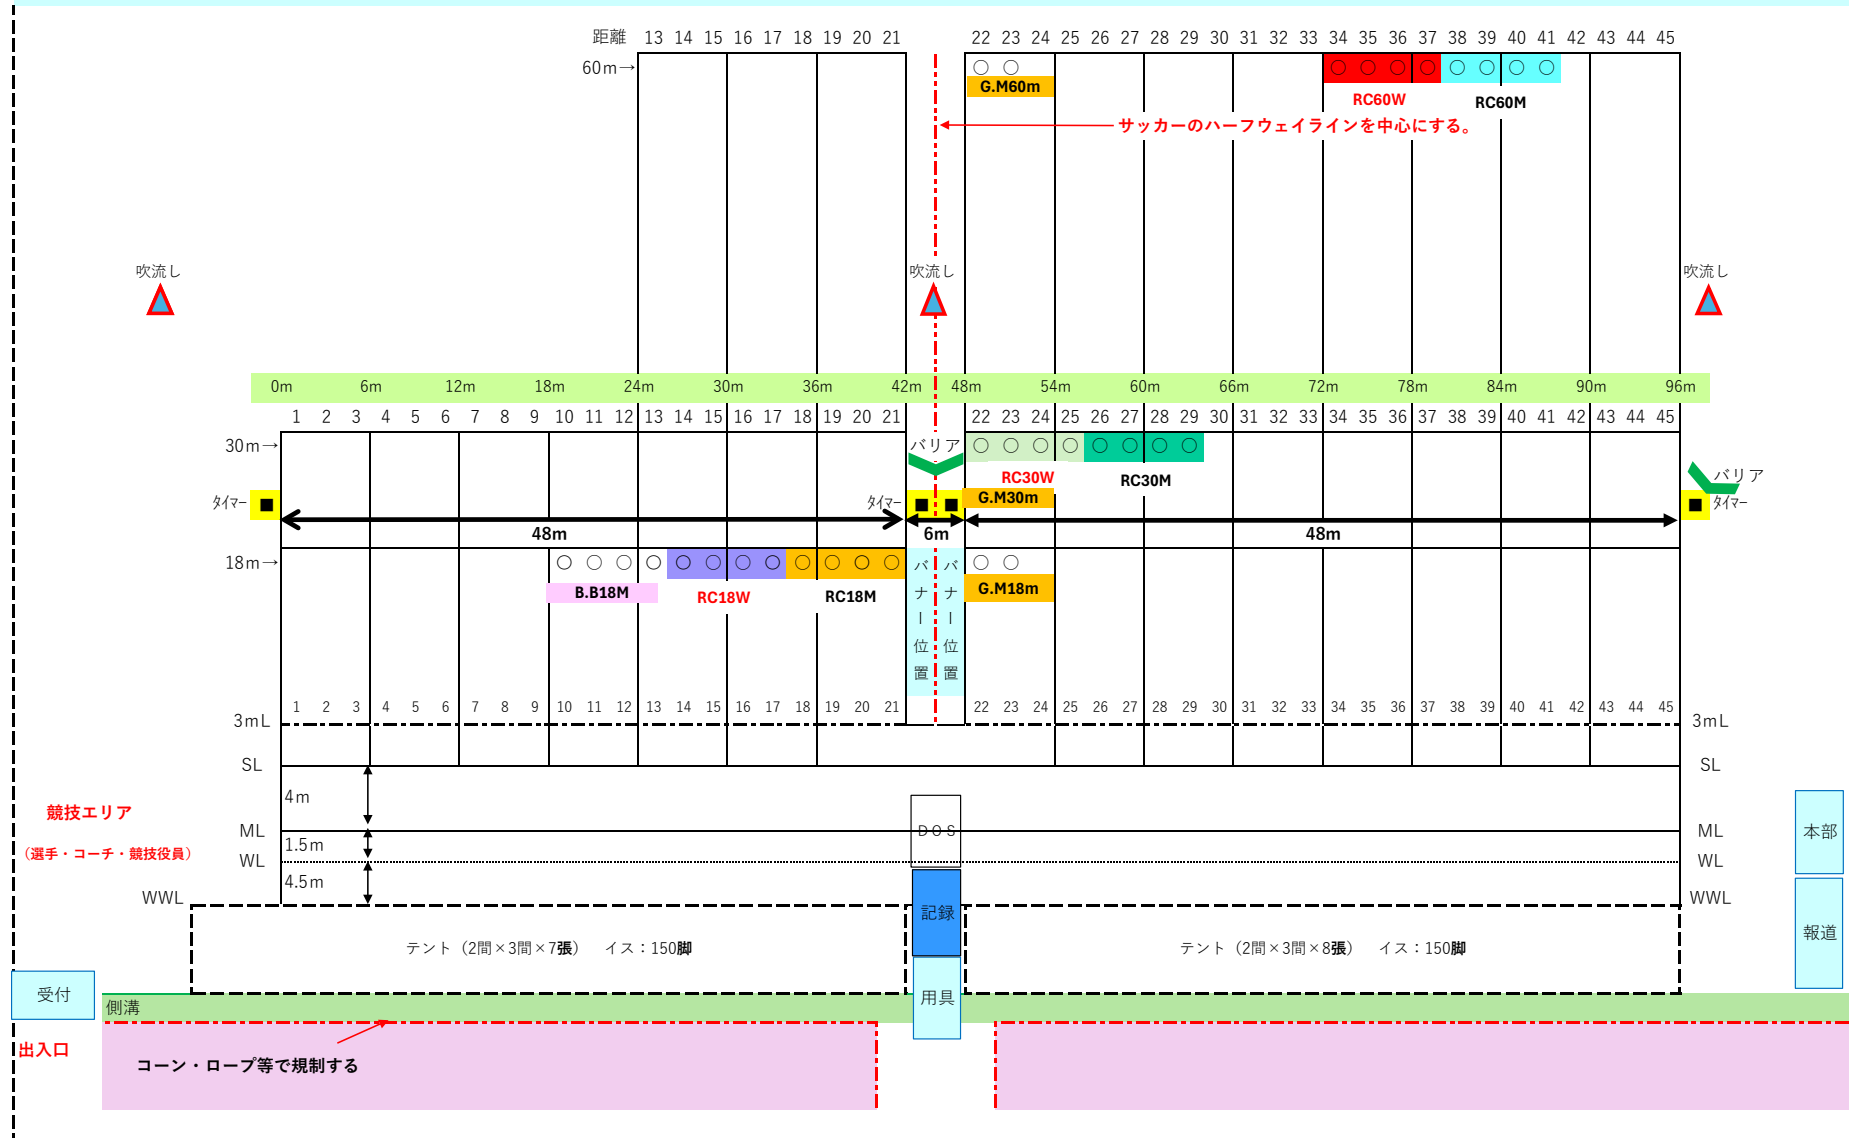 距離 13 14 15 16 17 18 19 20 21 22 23 24 25 26 27 28 29 30 31 32 33 34 35 36 37 38 39 40 41 42 43 44 45
60m→ ○ ○ ○ ○ ○ ○ ○ ○ ○ ○
G.M60m
RC60W RC60M
サッカーのハーフウェイラインを中心にする。
吹流し 吹流し 吹流し
0m 6m 12m 18m 24m 30m 36m 42m 48m 54m 60m 66m 72m 78m 84m 90m 96m
1 2 3 4 5 6 7 8 9 10 11 12 13 14 15 16 17 18 19 20 21 22 23 24 25 26 27 28 29 30 31 32 33 34 35 36 37 38 39 40 41 42 43 44 45
30m→ バリア ○ ○ ○ ○ ○ ○ ○ ○
RC30W RC30M バリア
タイマー ■ タイマー ■ ■ G.M30m ■ タイマー
48m 6m 48m
18m→ ○ ○ ○ ○ ○ ○ ○ ○ ○ ○ ○ ○ ○ ○
B.B18M RC18W RC18M G.M18m
バナー位置 バナー位置
1 2 3 4 5 6 7 8 9 10 11 12 13 14 15 16 17 18 19 20 21 22 23 24 25 26 27 28 29 30 31 32 33 34 35 36 37 38 39 40 41 42 43 44 45
3mL 3mL
SL SL
4m
競技エリア
ML DOS ML 本部
1.5m
（選手・コーチ・競技役員）
WL WL
4.5m
WWL WWL
記録
報道
テント（2間×3間×7張） イス：150脚 テント（2間×3間×8張） イス：150脚
受付 用具
側溝
出入口
コーン・ロープ等で規制する